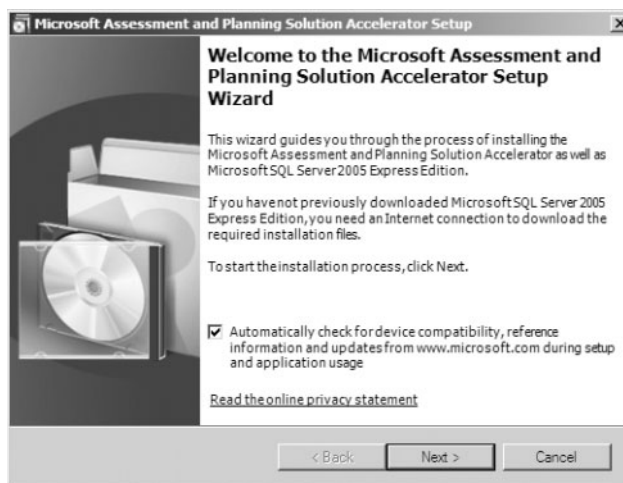 Microsoft Assessment and Planning Solution Accelerator Setup
Welcome to the Microsoft Assessment and
Planning Solution Accelerator Setup
Wizard
This wizard guides you through the process of installing the
Microsoft Assessment and Planning Solution Accelerator as well as
Microsoft SQL Server 2005 Express Edition.
If you have not previously downloaded Microsoft SQL Server 2005
Express Edition, you need an Internet connection to download the
required installation files.
To start the installation process, click Next.
Automatically check for device compatibility, reference
information and updates from www.microsoft.com during setup
and application usage
Read the online privacy statement
< Back
Next >
Cancel